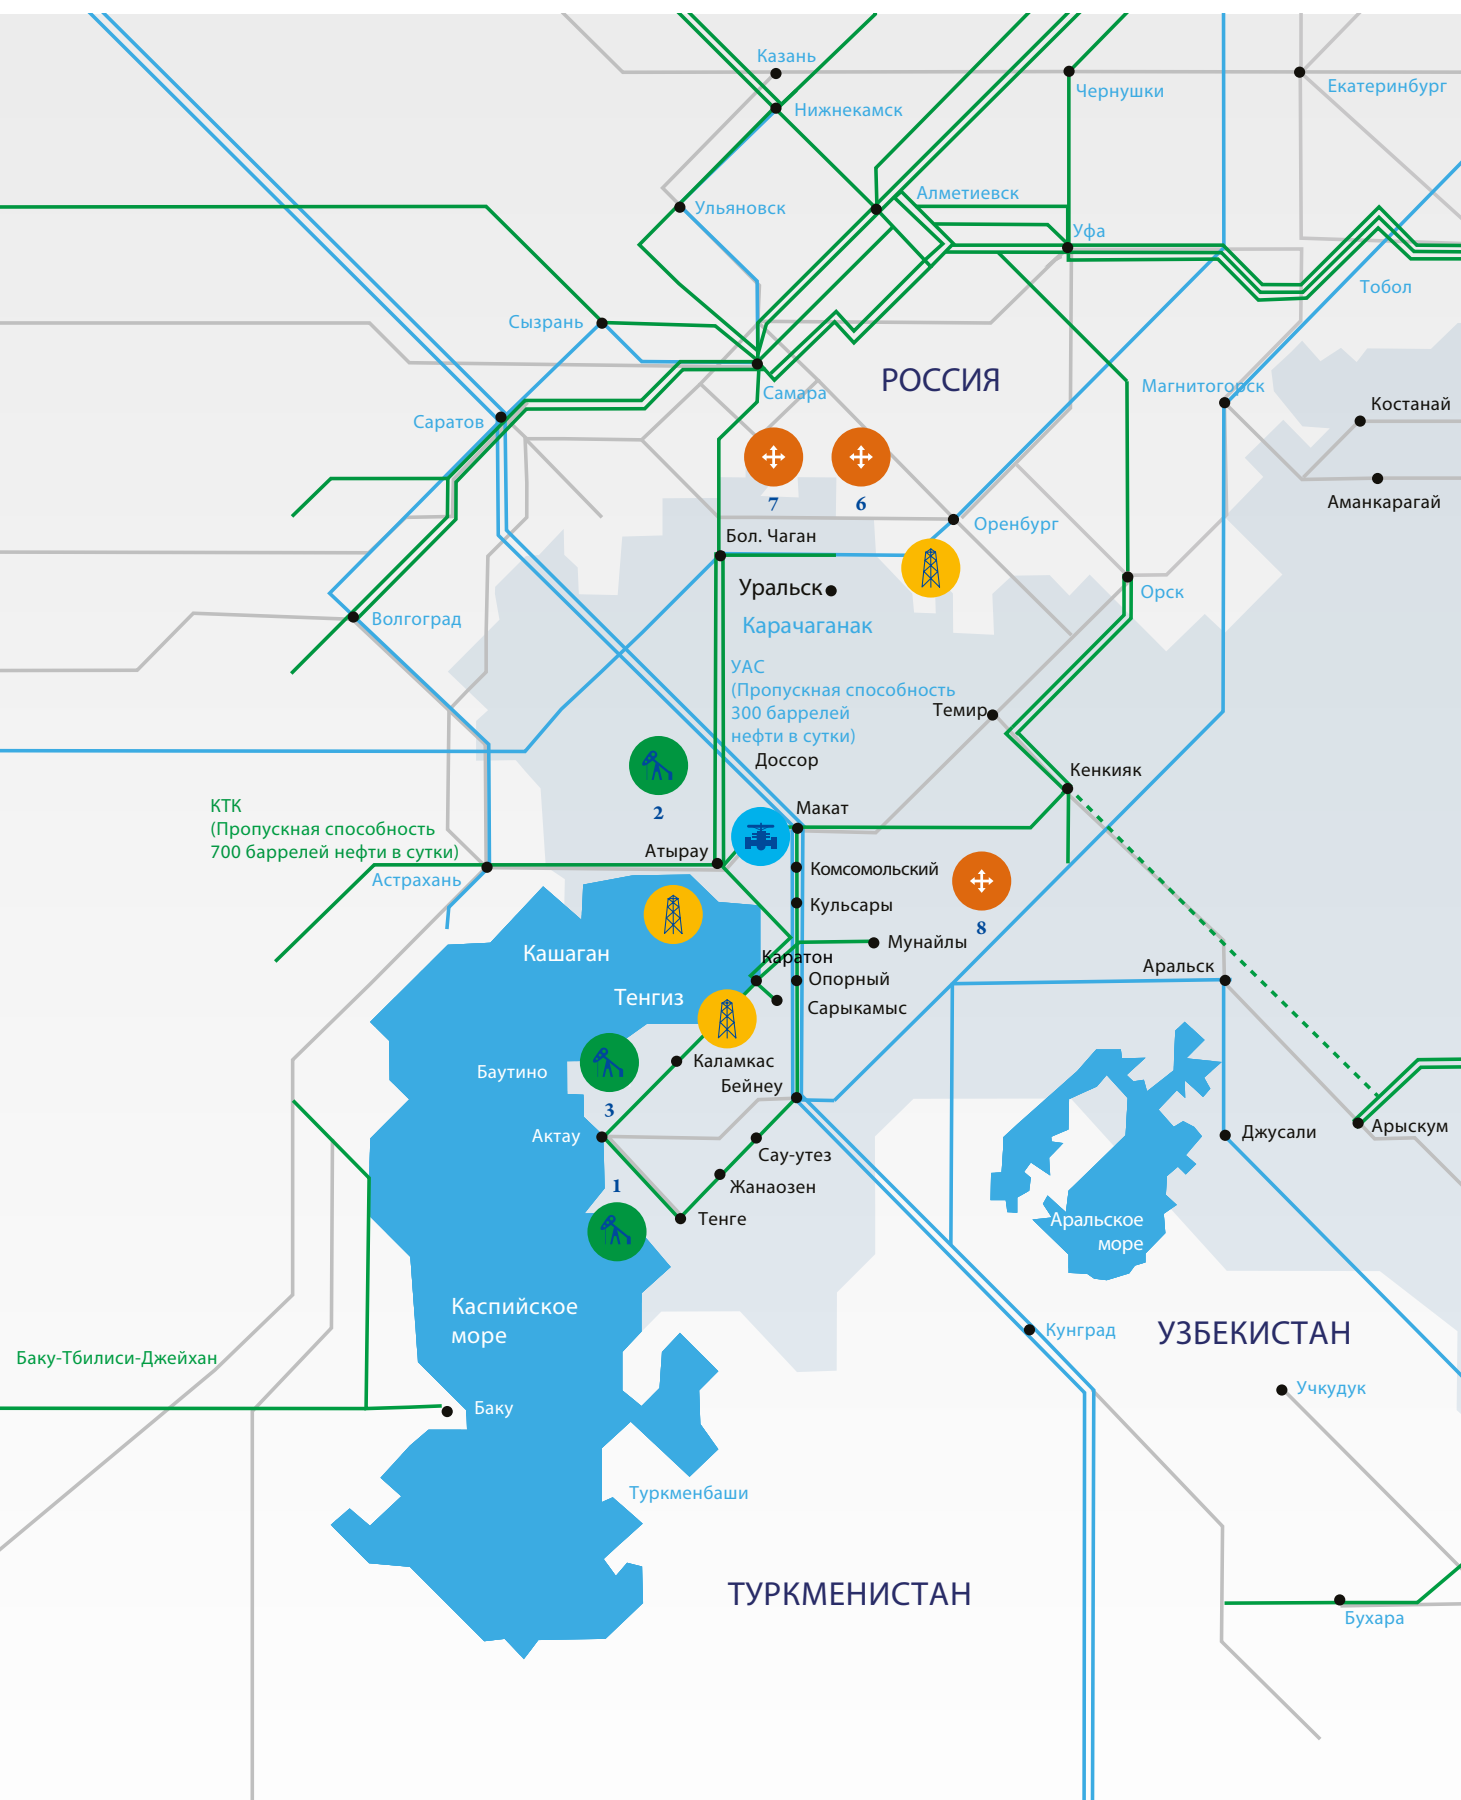 Казань
Нижнекамск
Чернушки
Екатеринбург
Ульяновск
Алметиевск
Уфа
Тобол
Сызрань
РОССИЯ
Самара
Магнитогорск
Костанай
Саратов
Аманкарагай
7
6
Оренбург
Бол. Чаган
Уральск
Орск
Волгоград
Карачаганак
УАС
(Пропускная способность
300 баррелей
нефти в сутки)
Темир
Доссор
Кенкияк
2
КТК
(Пропускная способность
700 баррелей нефти в сутки)
Макат
Атырау
Астрахань
Комсомольский
Кульсары
8
Мунайлы
Кашаган
Каратон
Аральск
Опорный
Тенгиз
Сарыкамыс
Каламкас
Баутино
Бейнеу
3
Актау
Джусали
Арыскум
Сау-утез
1
Жанаозен
Тенге
Аральское
море
Каспийское
море
Кунград
УЗБЕКИСТАН
Баку-Тбилиси-Джейхан
Учкудук
Баку
Туркменбаши
ТУРКМЕНИСТАН
Бухара